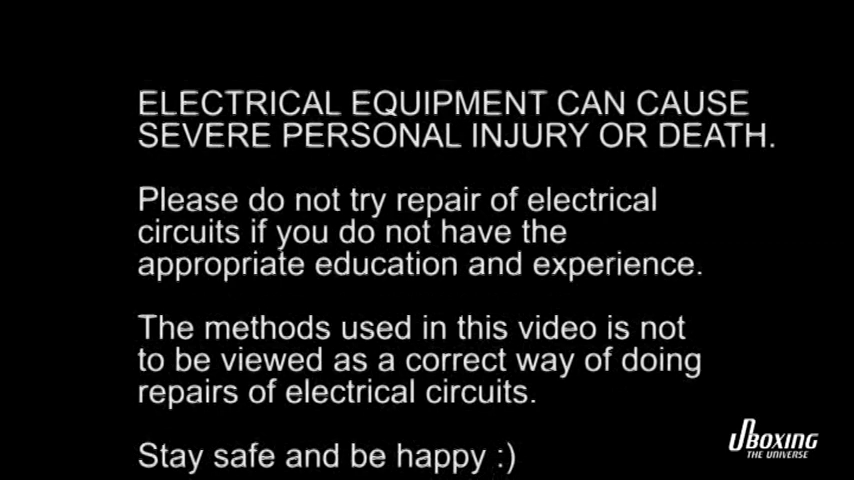 ELECTRICAL EQUIPMENT CAN CAUSE
SEVERE PERSONAL INJURY OR DEATH.
Please do not try repair of electrical
circuits if you do not have the
appropriate education and experience.
The methods used in this video is not
to be viewed as a correct way of doing
repairs of electrical circuits.
Stay safe and be happy :)
UNBOXING
THE UNIVERSE